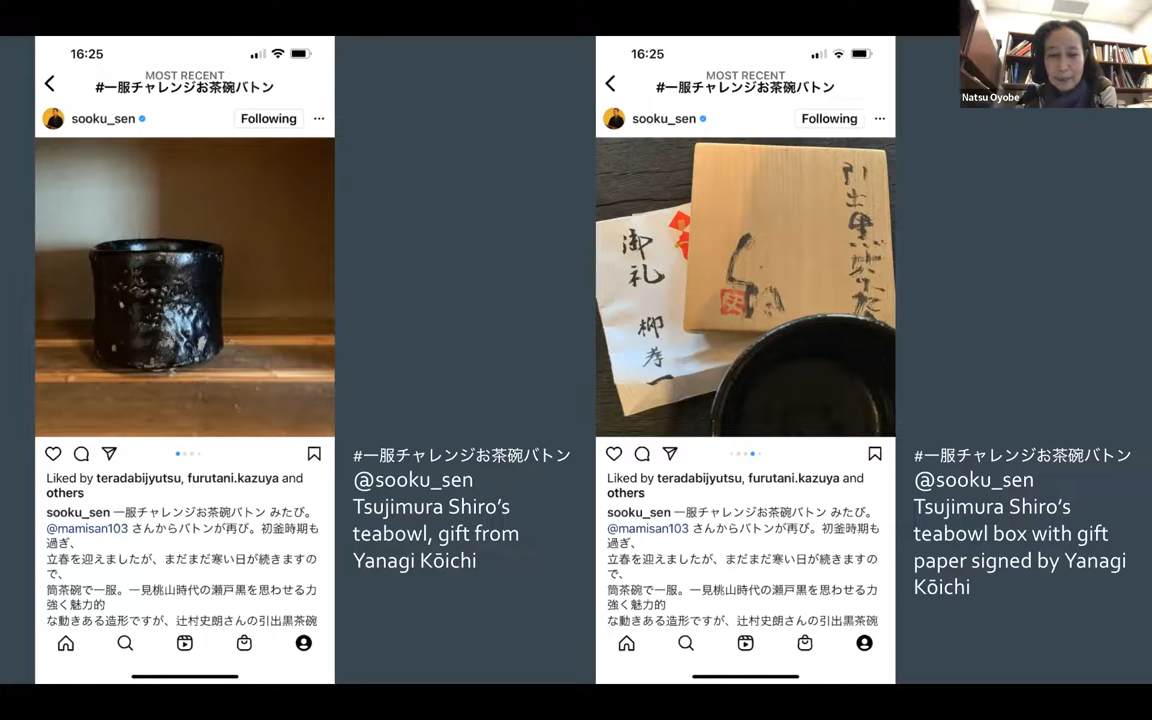 16:25
MOST RECENT
#一服チャレンジお茶碗バトン
sooku_sen
Following
Liked by teradabijyutsu, furutani.kazuya and
others
sooku_sen 一服チャレンジお茶碗バトン みたび。
@mamisan103 さんからバトンが再び。初釜時期も
過ぎ、
立春を迎えましたが、まだまだ寒い日が続きますの
で、
筒茶碗で一服。一見桃山時代の瀬戸黒を思わせる力
強く魅力的
な動きある造形ですが、辻村史朗さんの引出黒茶碗
#一服チャレンジお茶碗バトン
@sooku_sen
Tsujimura Shiro’s
teabowl, gift from
Yanagi Kōichi
16:25
MOST RECENT
#一服チャレンジお茶碗バトン
sooku_sen
Following
御礼
柳孝一
引出黒
史
Liked by teradabijyutsu, furutani.kazuya and
others
sooku_sen 一服チャレンジお茶碗バトン みたび。
@mamisan103 さんからバトンが再び。初釜時期も
過ぎ、
立春を迎えましたが、まだまだ寒い日が続きますの
で、
筒茶碗で一服。一見桃山時代の瀬戸黒を思わせる力
強く魅力的
な動きある造形ですが、辻村史朗さんの引出黒茶碗
#一服チャレンジお茶碗バトン
@sooku_sen
Tsujimura Shiro’s
teabowl box with gift
paper signed by Yanagi
Kōichi
Natsu Oyobe